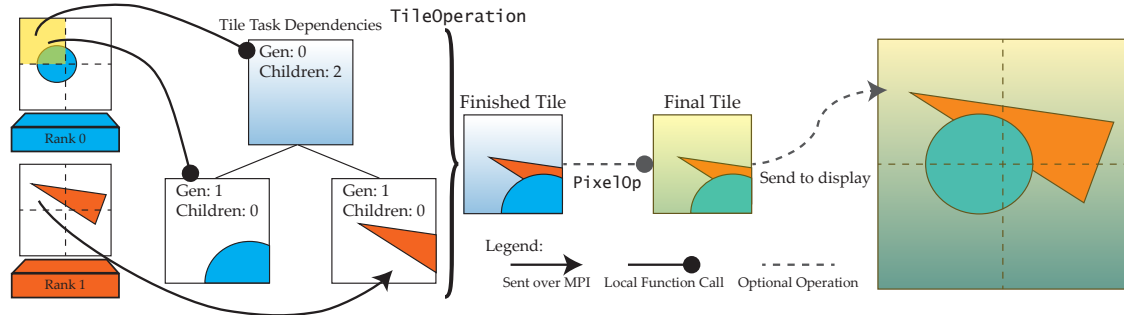 Tile Task Dependencies
TileOperation
Gen: 0
Children: 2
Rank 0
Finished Tile
Final Tile
Gen: 1
Children: 0
Gen: 1
Children: 0
PixelOp
Send to display
Rank 1
Legend:
Sent over MPI
Local Function Call
Optional Operation